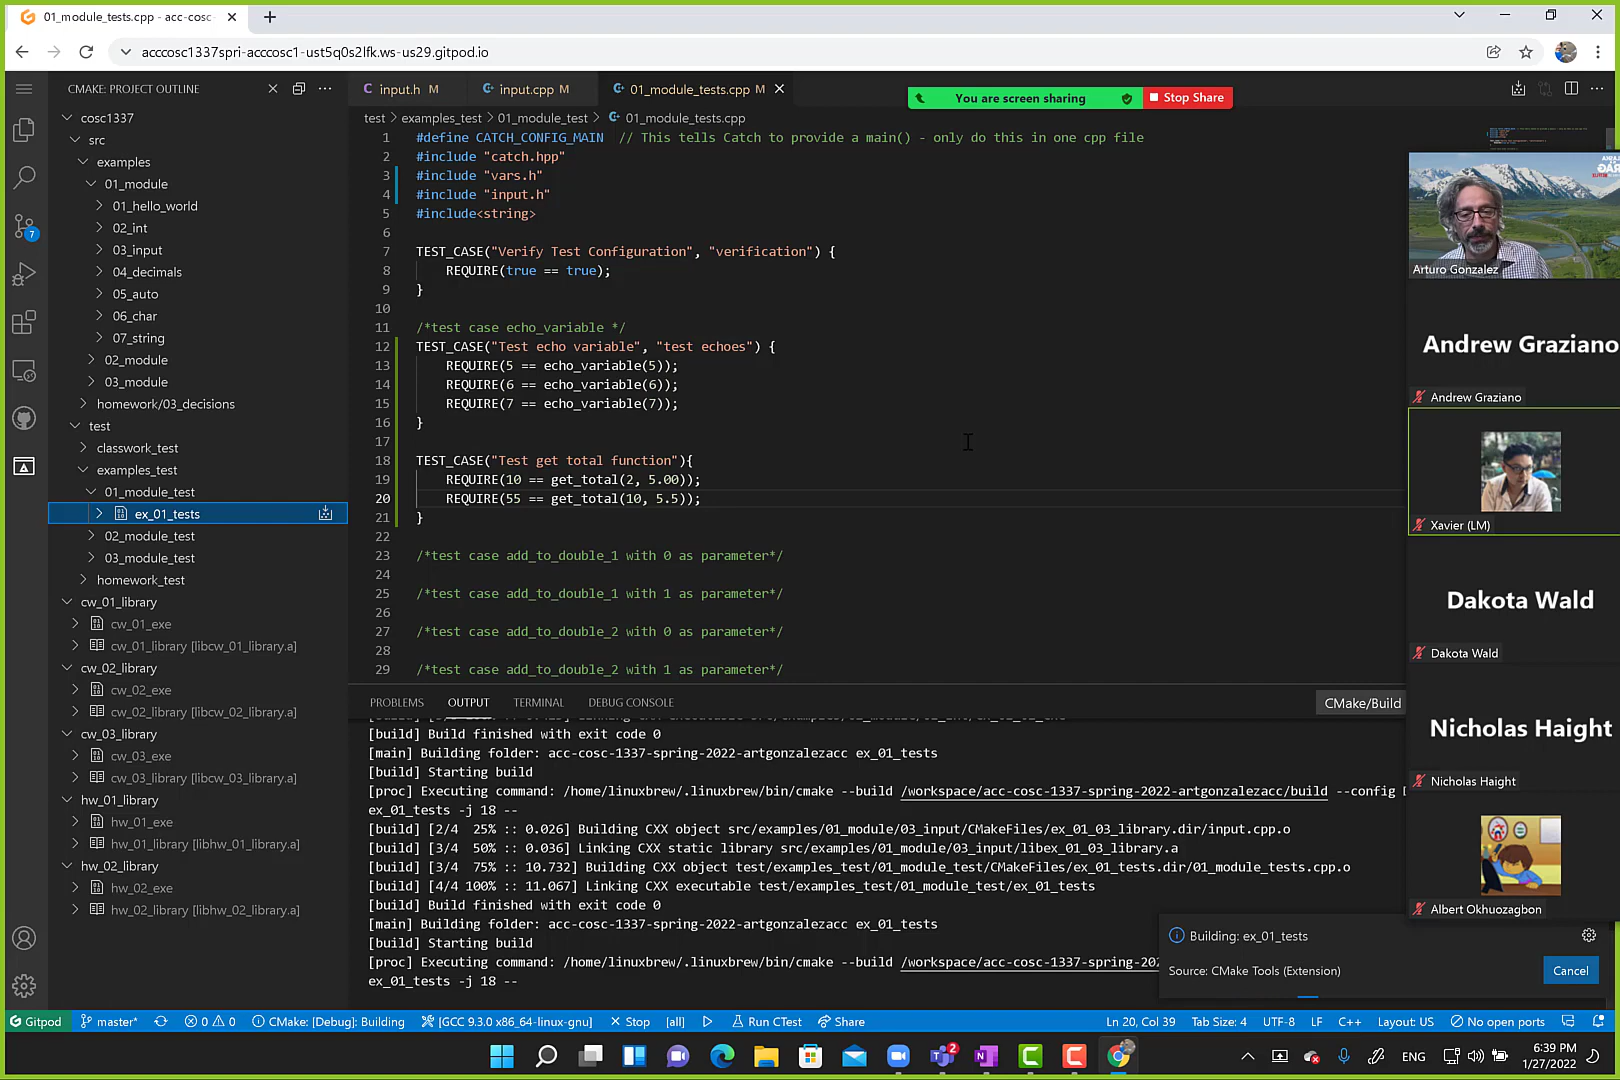 01_module_tests.cpp - acc-cosc
acccosc1337spri-acccosc1-ust5q0s2lfk.ws-us29.gitpod.io
CMAKE: PROJECT OUTLINE
input.h M
input.cpp M
01_module_tests.cpp M
You are screen sharing
Stop Share
test > examples_test > 01_module_test > 01_module_tests.cpp
cosc1337
src
examples
01_module
01_hello_world
02_int
03_input
04_decimals
05_auto
06_char
07_string
02_module
03_module
homework/03_decisions
test
classwork_test
examples_test
01_module_test
ex_01_tests
02_module_test
03_module_test
homework_test
cw_01_library
cw_01_exe
cw_01_library [libcw_01_library.a]
cw_02_library
cw_02_exe
cw_02_library [libcw_02_library.a]
cw_03_library
cw_03_exe
cw_03_library [libcw_03_library.a]
hw_01_library
hw_01_exe
hw_01_library [libhw_01_library.a]
hw_02_library
hw_02_exe
hw_02_library [libhw_02_library.a]
7
1 #define CATCH_CONFIG_MAIN // This tells Catch to provide a main() - only do this in one cpp file
2 #include "catch.hpp"
3 #include "vars.h"
4 #include "input.h"
5 #include<string>
6
7 TEST_CASE("Verify Test Configuration", "verification") {
8 REQUIRE(true == true);
9 }
10
11 /*test case echo_variable */
12 TEST_CASE("Test echo variable", "test echoes") {
13 REQUIRE(5 == echo_variable(5));
14 REQUIRE(6 == echo_variable(6));
15 REQUIRE(7 == echo_variable(7));
16 }
17
18 TEST_CASE("Test get total function"){
19 REQUIRE(10 == get_total(2, 5.00));
20 REQUIRE(55 == get_total(10, 5.5));
21 }
22
23 /*test case add_to_double_1 with 0 as parameter*/
24
25 /*test case add_to_double_1 with 1 as parameter*/
26
27 /*test case add_to_double_2 with 0 as parameter*/
28
29 /*test case add_to_double_2 with 1 as parameter*/
PROBLEMS OUTPUT TERMINAL DEBUG CONSOLE
CMake/Build
[build] Build finished with exit code 0
[main] Building folder: acc-cosc-1337-spring-2022-artgonzalezacc ex_01_tests
[build] Starting build
[proc] Executing command: /home/linuxbrew/.linuxbrew/bin/cmake --build /workspace/acc-cosc-1337-spring-2022-artgonzalezacc/build --config D
ex_01_tests -j 18 --
[build] [2/4 25% :: 0.026] Building CXX object src/examples/01_module/03_input/CMakeFiles/ex_01_03_library.dir/input.cpp.o
[build] [3/4 50% :: 0.036] Linking CXX static library src/examples/01_module/03_input/libex_01_03_library.a
[build] [3/4 75% :: 10.732] Building CXX object test/examples_test/01_module_test/CMakeFiles/ex_01_tests.dir/01_module_tests.cpp.o
[build] [4/4 100% :: 11.067] Linking CXX executable test/examples_test/01_module_test/ex_01_tests
[build] Build finished with exit code 0
[main] Building folder: acc-cosc-1337-spring-2022-artgonzalezacc ex_01_tests
[build] Starting build
[proc] Executing command: /home/linuxbrew/.linuxbrew/bin/cmake --build /workspace/acc-cosc-1337-spring-202
ex_01_tests -j 18 --
Arturo Gonzalez
Andrew Graziano
Andrew Graziano
Xavier (LM)
Dakota Wald
Dakota Wald
Nicholas Haight
Nicholas Haight
Albert Okhuozagbon
Building: ex_01_tests
Source: CMake Tools (Extension)
Cancel
Gitpod
master*
0 0
CMake: [Debug]: Building
[GCC 9.3.0 x86_64-linux-gnu]
Stop
[all]
Run CTest
Share
Ln 20, Col 39
Tab Size: 4
UTF-8
LF
C++
Layout: US
No open ports
2
ENG
6:39 PM
1/27/2022